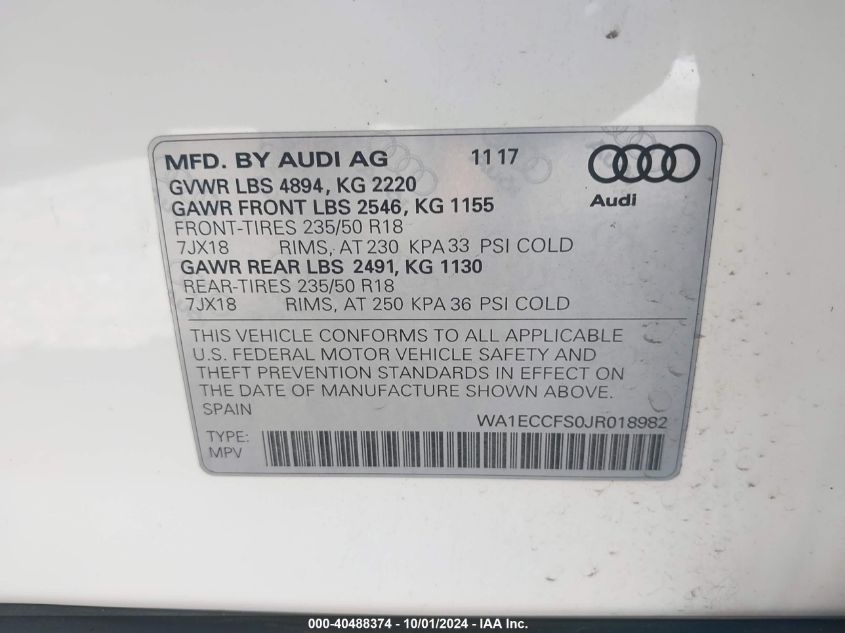 MFD. BY AUDI AG 11 17
Audi
GVWR LBS 4894, KG 2220
GAWR FRONT LBS 2546, KG 1155
FRONT-TIRES 235/50 R18
7JX18 RIMS, AT 230 KPA 33 PSI COLD
GAWR REAR LBS 2491, KG 1130
REAR-TIRES 235/50 R18
7JX18 RIMS, AT 250 KPA 36 PSI COLD
THIS VEHICLE CONFORMS TO ALL APPLICABLE
U.S. FEDERAL MOTOR VEHICLE SAFETY AND
THEFT PREVENTION STANDARDS IN EFFECT ON
THE DATE OF MANUFACTURE SHOWN ABOVE.
SPAIN
WA1ECCFS0JR018982
TYPE:
MPV
000-40488374 - 10/01/2024 - IAA Inc.